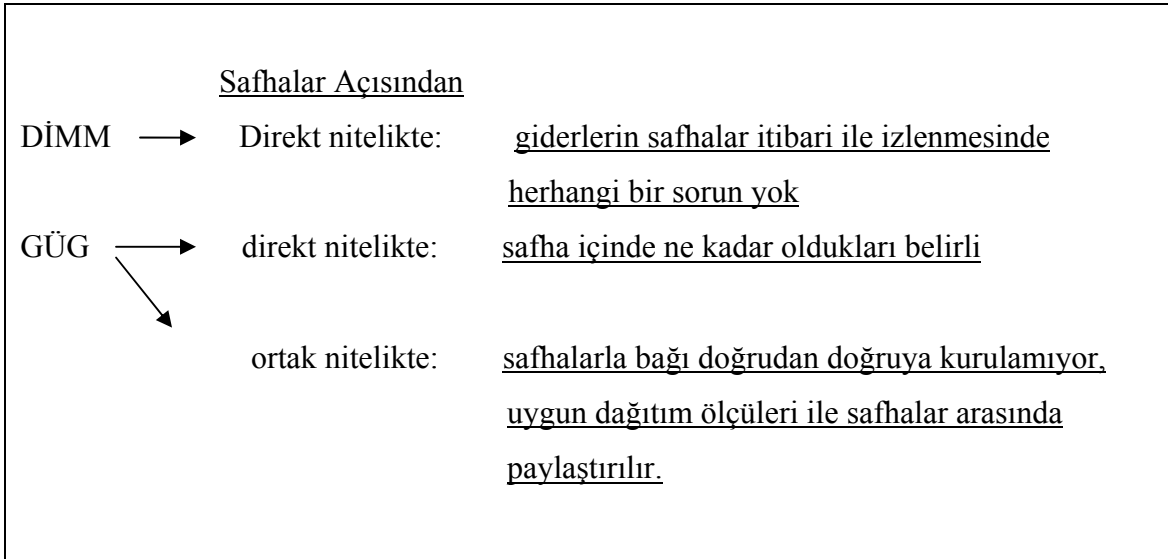 Safhalar Açısından
DİMM Direkt nitelikte: giderlerin safhalar itibari ile izlenmesinde
herhangi bir sorun yok
GÜG direkt nitelikte: safha içinde ne kadar oldukları belirli
ortak nitelikte: safhalarla bağı doğrudan doğruya kurulamıyor,
uygun dağıtım ölçüleri ile safhalar arasında
paylaştırılır.